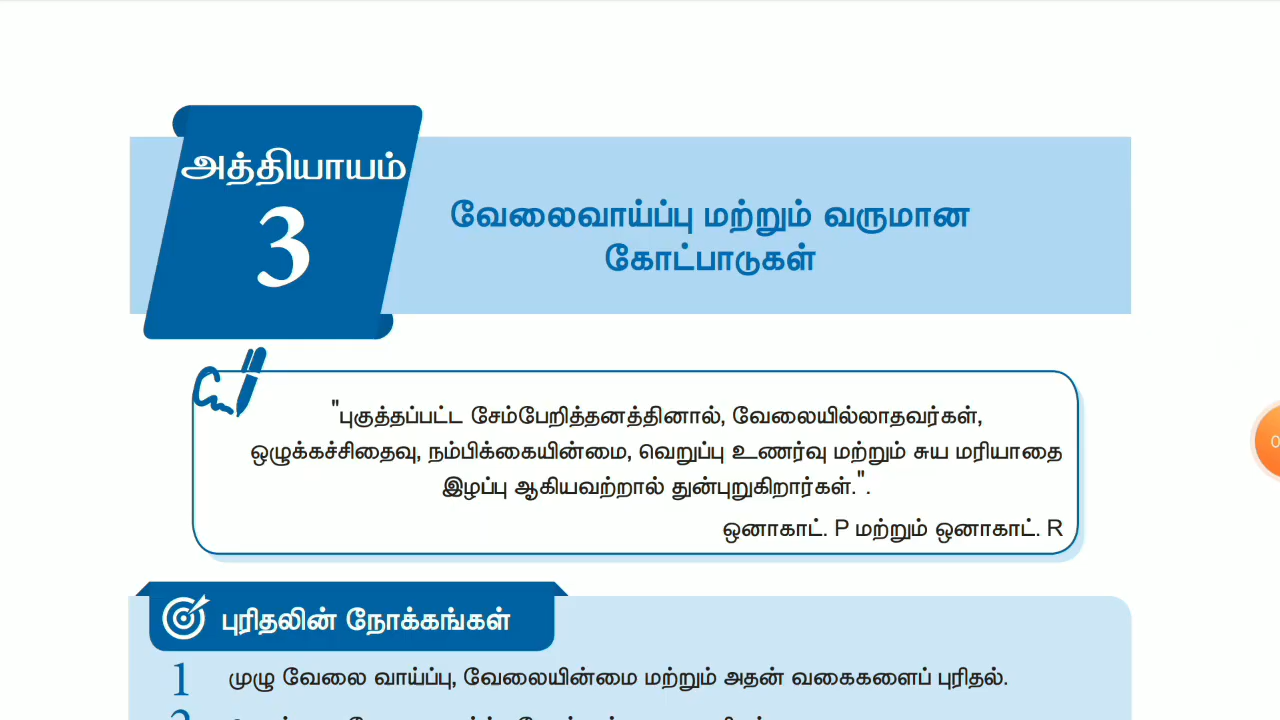 அத்தியாயம்
3
வேலைவாய்ப்பு மற்றும் வருமான
கோட்பாடுகள்
"புகுத்தப்பட்ட சேம்பேறித்தனத்தினால், வேலையில்லாதவர்கள்,
ஒழுக்கச்சிதைவு, நம்பிக்கையின்மை, வெறுப்பு உணர்வு மற்றும் சுய மரியாதை
இழப்பு ஆகியவற்றால் துன்புறுகிறார்கள்.".
ஒனாகாட். P மற்றும் ஒனாகாட். R
புரிதலின் நோக்கங்கள்
1 முழு வேலை வாய்ப்பு, வேலையின்மை மற்றும் அதன் வகைகளைப் புரிதல்.